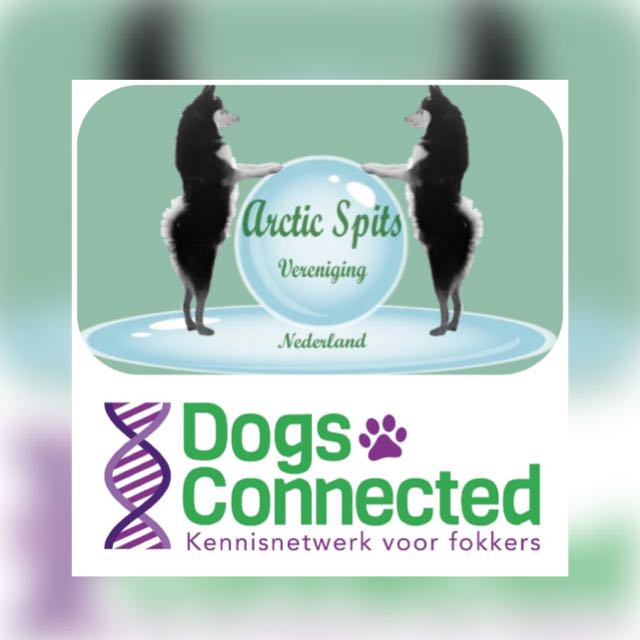 Arctic Spits
Vereniging
Nederland
Dogs
Connected
Kennisnetwerk voor fokkers